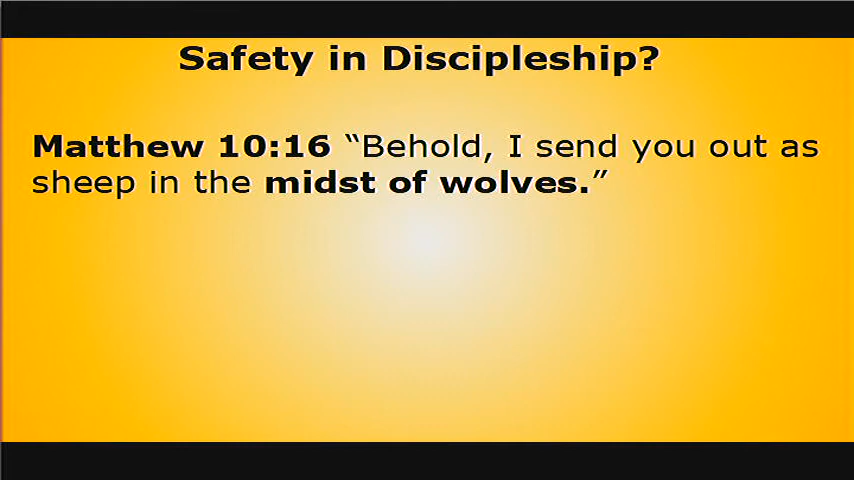 Safety in Discipleship?
Matthew 10:16 “Behold, I send you out as
sheep in the midst of wolves.”